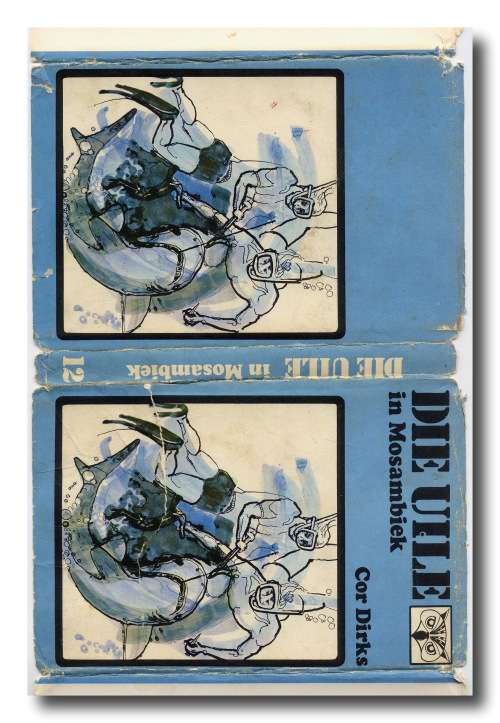 DIE UILE
in Mosambiek
Cor Dirks
DIE UILE in Mosambiek
12